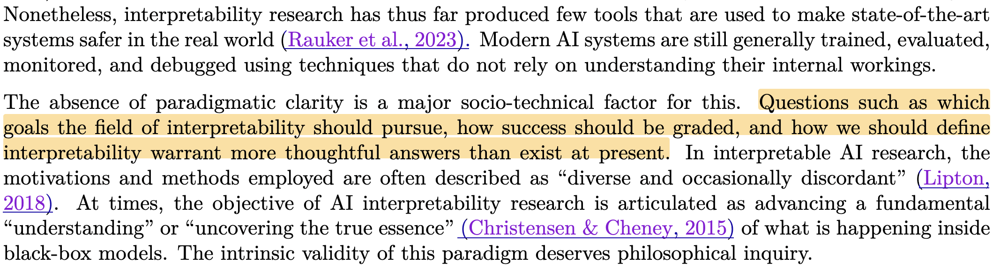 Nonetheless, interpretability research has thus far produced few tools that are used to make state-of-the-art
systems safer in the real world (Rauker et al., 2023). Modern AI systems are still generally trained, evaluated,
monitored, and debugged using techniques that do not rely on understanding their internal workings.
The absence of paradigmatic clarity is a major socio-technical factor for this. Questions such as which
goals the field of interpretability should pursue, how success should be graded, and how we should define
interpretability warrant more thoughtful answers than exist at present. In interpretable AI research, the
motivations and methods employed are often described as “diverse and occasionally discordant” (Lipton,
2018). At times, the objective of AI interpretability research is articulated as advancing a fundamental
“understanding” or “uncovering the true essence” (Christensen & Cheney, 2015) of what is happening inside
black-box models. The intrinsic validity of this paradigm deserves philosophical inquiry.